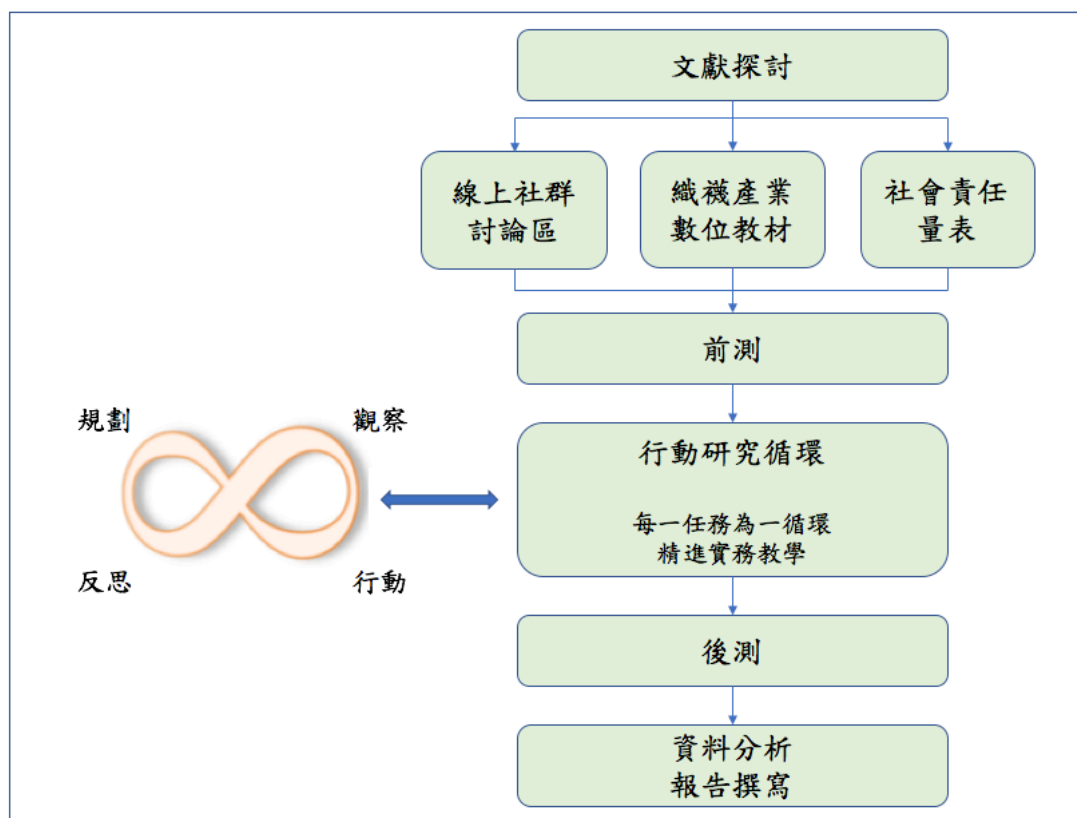 文獻探討
線上社群
討論區
織襪產業
數位教材
社會責任
量表
前測
規劃
觀察
反思
行動
行動研究循環
每一任務為一循環
精進實務教學
後測
資料分析
報告撰寫